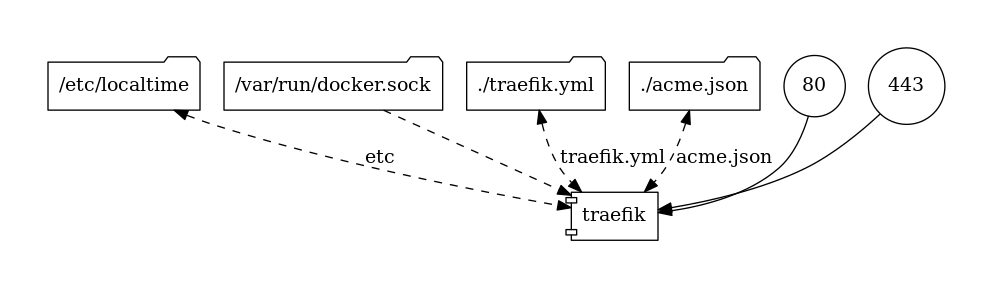 /etc/localtime
/var/run/docker.sock
./traefik.yml
./acme.json
80
443
etc
traefik.yml
acme.json
traefik